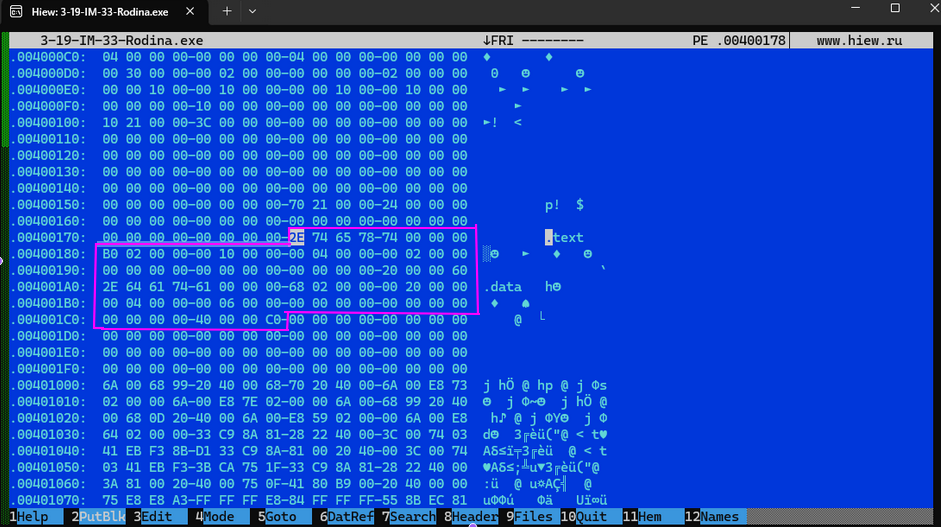 Hiew: 3-19-IM-33-Rodina.exe
3-19-IM-33-Rodina.exe ↓FRI -------- PE .00400178 www.hiew.ru
.004000C0: 04 00 00 00-00 00 00 00-04 00 00 00-00 00 00 00 ♦ ♦
.004000D0: 00 30 00 00-00 02 00 00-00 00 00 00-02 00 00 00 0 ☻ ☻
.004000E0: 00 00 10 00-00 10 00 00-00 00 10 00-00 10 00 00 ► ► ► ►
.004000F0: 00 00 00 00-10 00 00 00-00 00 00 00-00 00 00 00 ►
.00400100: 10 21 00 00-3C 00 00 00-00 00 00 00-00 00 00 00 ►! <
.00400110: 00 00 00 00-00 00 00 00-00 00 00 00-00 00 00 00
.00400120: 00 00 00 00-00 00 00 00-00 00 00 00-00 00 00 00
.00400130: 00 00 00 00-00 00 00 00-00 00 00 00-00 00 00 00
.00400140: 00 00 00 00-00 00 00 00-00 00 00 00-00 00 00 00
.00400150: 00 00 00 00-00 00 00 00-70 21 00 00-24 00 00 00 p! $
.00400160: 00 00 00 00-00 00 00 00-00 00 00 00-00 00 00 00
.00400170: 00 00 00 00-00 00 00 00-2E 74 65 78-74 00 00 00 .text
.00400180: B0 02 00 00-00 10 00 00-00 04 00 00-00 02 00 00 ░☻ ► ♦ ☻
.00400190: 00 00 00 00-00 00 00 00-00 00 00 00-20 00 00 60 `
.004001A0: 2E 64 61 74-61 00 00 00-68 02 00 00-00 20 00 00 .data h☻
.004001B0: 00 04 00 00-00 06 00 00-00 00 00 00-00 00 00 00 ♦ ♠
.004001C0: 00 00 00 00-40 00 00 C0-00 00 00 00-00 00 00 00 @ └
.004001D0: 00 00 00 00-00 00 00 00-00 00 00 00-00 00 00 00
.004001E0: 00 00 00 00-00 00 00 00-00 00 00 00-00 00 00 00
.004001F0: 00 00 00 00-00 00 00 00-00 00 00 00-00 00 00 00
.00401000: 6A 00 68 99-20 40 00 68-70 20 40 00-6A 00 E8 73 j hÖ @ hp @ j Φs
.00401010: 02 00 00 6A-00 E8 7E 02-00 00 6A 00-68 99 20 40 ☻ j Φ~☻ j hÖ @
.00401020: 00 68 0D 20-40 00 6A 00-E8 59 02 00-00 6A 00 E8 h♪ @ j ΦY☻ j Φ
.00401030: 64 02 00 00-33 C9 8A 81-28 22 40 00-3C 00 74 03 d☻ 3╔èü("@ < t♥
.00401040: 41 EB F3 8B-D1 33 C9 8A-81 00 20 40-00 3C 00 74 Aδ≤ï╤3╔èü @ < t
.00401050: 03 41 EB F3-3B CA 75 1F-33 C9 8A 81-28 22 40 00 ♥Aδ≤;╩u▼3╔èü("@
.00401060: 3A 81 00 20-40 00 75 0F-41 80 B9 00-20 40 00 00 :ü @ u☼AÇ╣ @
.00401070: 75 E8 E8 A3-FF FF FF E8-84 FF FF FF-55 8B EC 81 uΦΦú Φä Uï∞ü
1Help 2PutBlk 3Edit 4Mode 5Goto 6DatRef 7Search 8Header 9Files 10Quit 11Hem 12Names